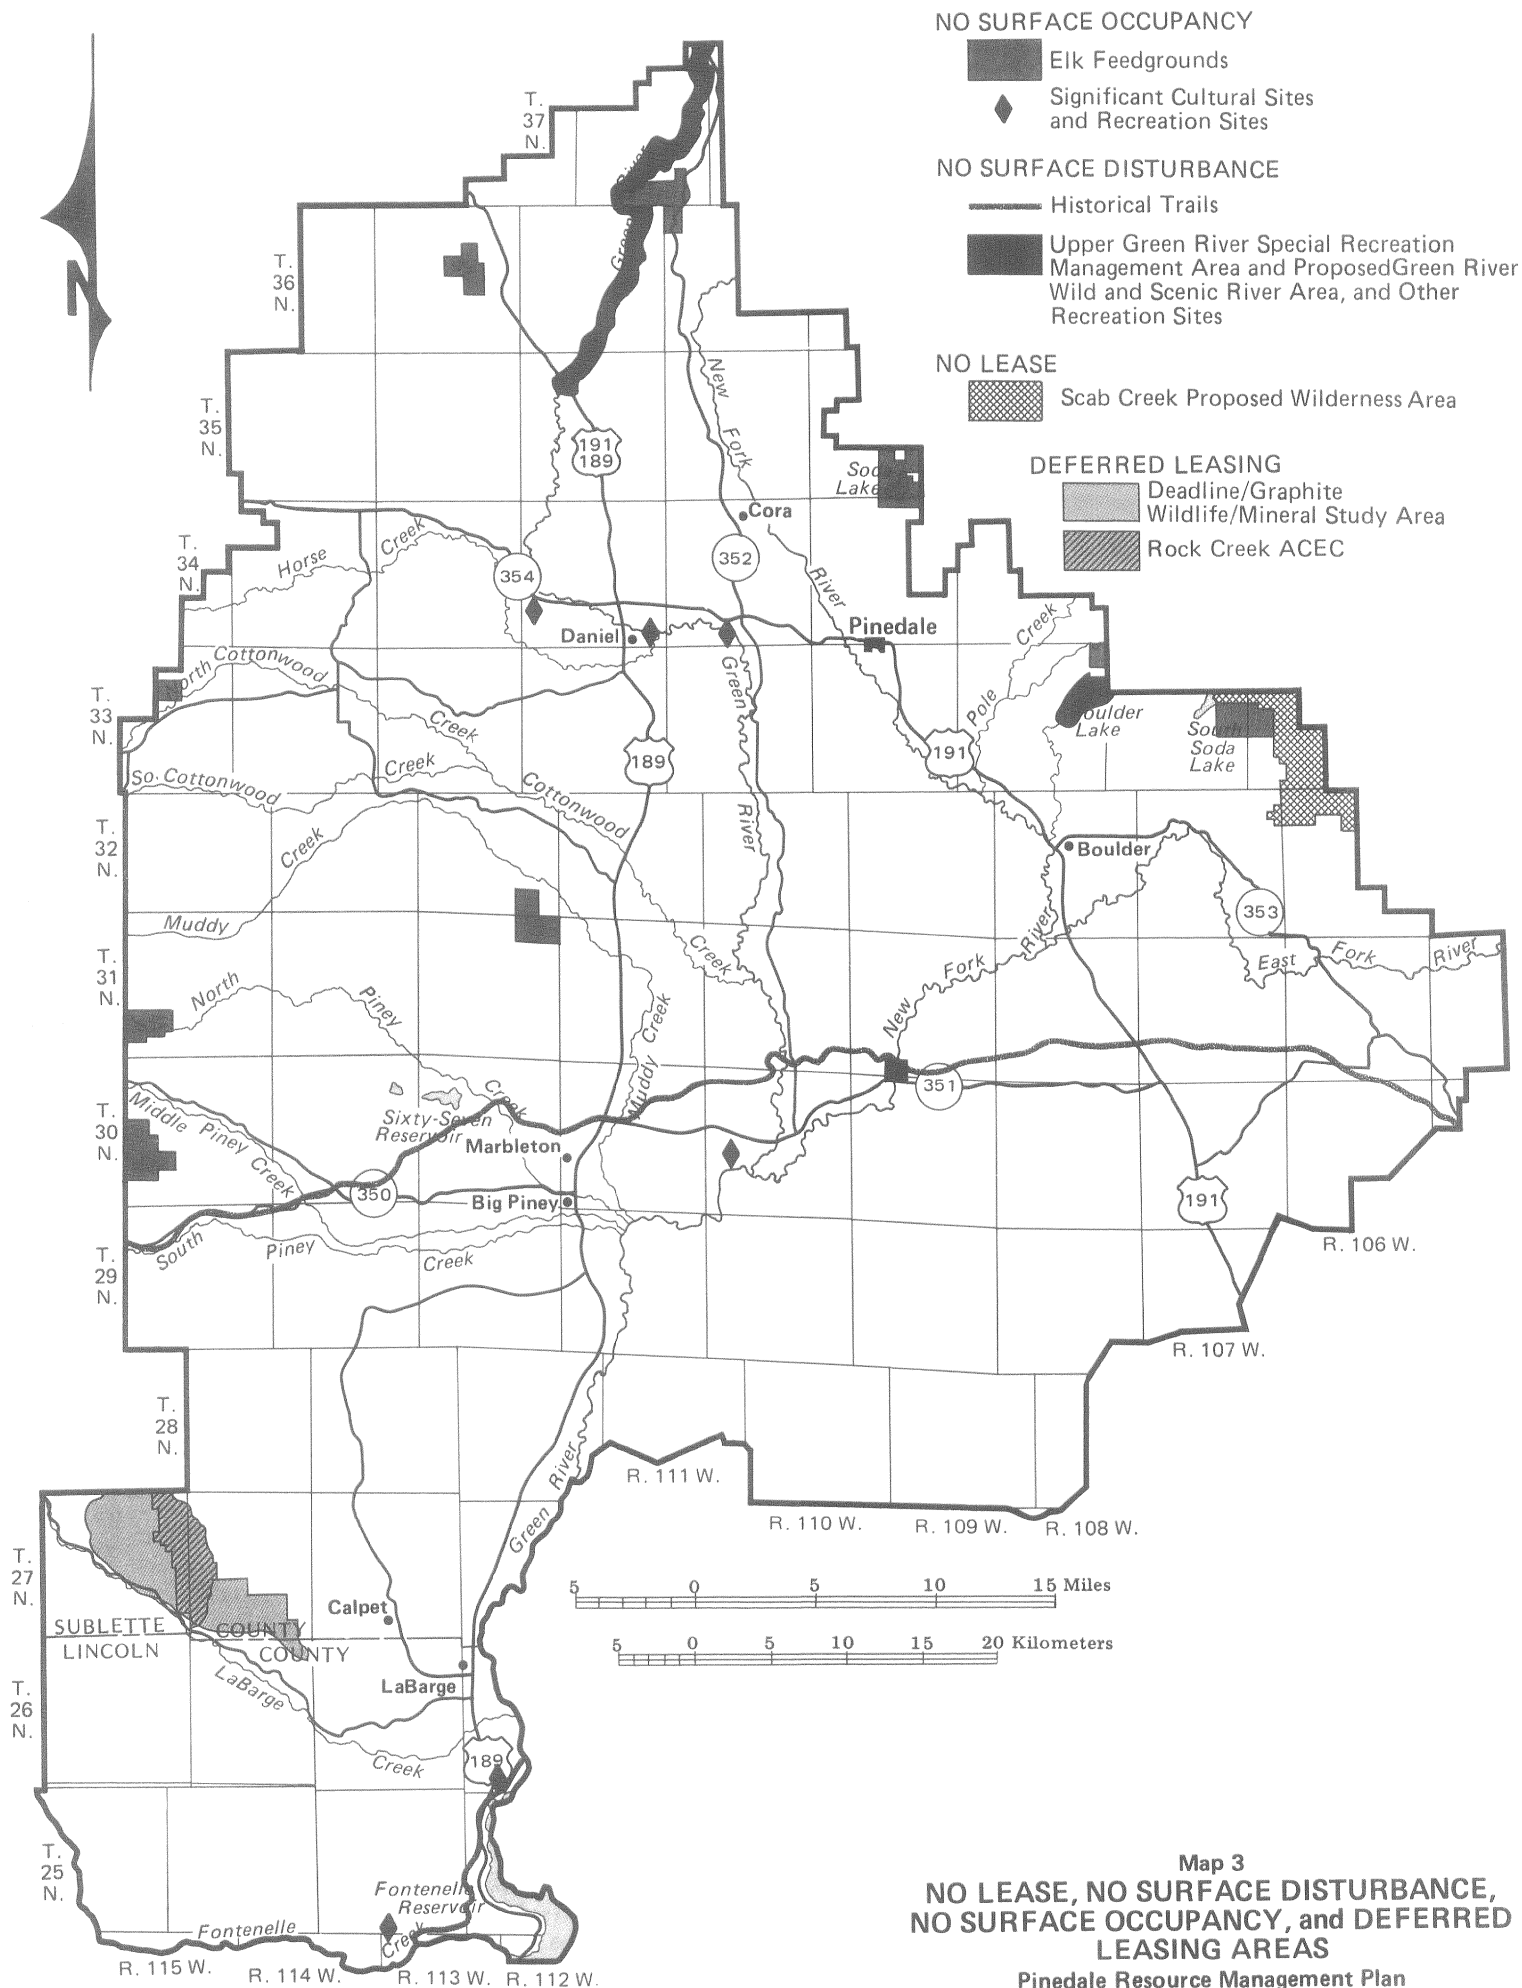 NO SURFACE OCCUPANCY
Elk Feedgrounds
Significant Cultural Sites
and Recreation Sites
NO SURFACE DISTURBANCE
Historical Trails
Upper Green River Special Recreation
Management Area and ProposedGreen River
Wild and Scenic River Area, and Other
Recreation Sites
NO LEASE
Scab Creek Proposed Wilderness Area
DEFERRED LEASING
Deadline/Graphite
Wildlife/Mineral Study Area
Rock Creek ACEC
N
T.
37
N.
River
Green
T.
36
N.
T.
35
N.
191
189
New
Fork
River
Soda
Lake
Cora
352
T.
34
N.
Horse
Creek
354
Daniel
Pinedale
Creek
Pole
North Cottonwood
Creek
T.
33
N.
Green
River
189
191
Boulder
Lake
South
Soda
Lake
So. Cottonwood
Creek
Cottonwood
Creek
T.
32
N.
Creek
Muddy
Boulder
353
River
Fork
New
East
Fork
River
T.
31
N.
North
Piney
Creek
Muddy Creek
351
T.
30
N.
Middle
Piney
Creek
Sixty-Seven
Reservoir
Marbleton
350
Big Piney
191
R. 106 W.
T.
29
N.
South
Piney
Creek
R. 107 W.
T.
28
N.
R. 111 W.
R. 110 W.
R. 109 W.
R. 108 W.
Green
River
T.
27
N.
5 0 5 10 15 Miles
5 0 5 10 15 20 Kilometers
Calpet
SUBLETTE
COUNTY
LINCOLN
COUNTY
LaBarge
T.
26
N.
LaBarge
Creek
189
T.
25
N.
Fontenelle
Reservoir
Fontenelle
Creek
R. 115 W.
R. 114 W.
R. 113 W.
R. 112 W.
Map 3
NO LEASE, NO SURFACE DISTURBANCE,
NO SURFACE OCCUPANCY, and DEFERRED
LEASING AREAS
Pinedale Resource Management Plan